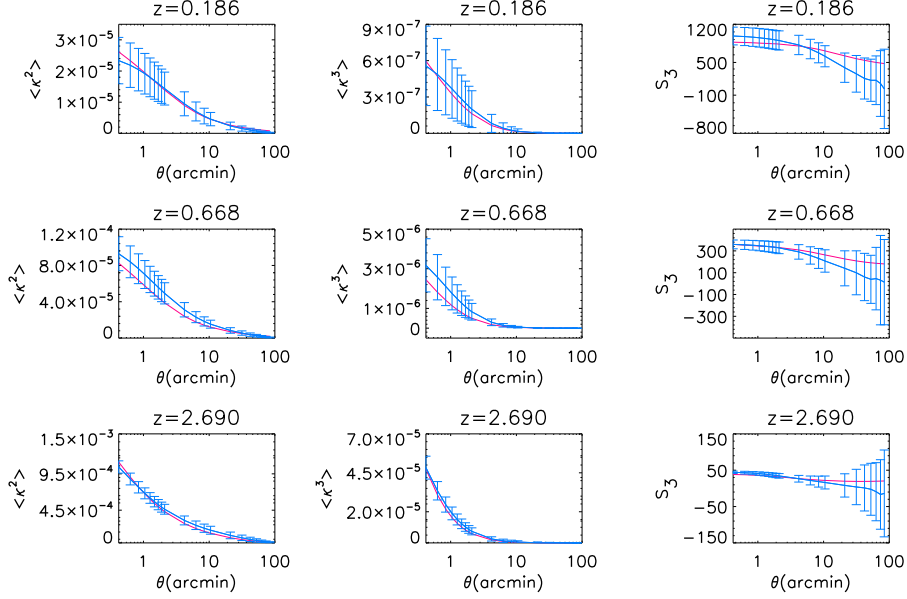 z=0.186
z=0.186
z=0.186
<κ²>
3×10⁻⁵
2×10⁻⁵
1×10⁻⁵
0
1 10 100
θ(arcmin)
<κ³>
9×10⁻⁷
6×10⁻⁷
3×10⁻⁷
0
1 10 100
θ(arcmin)
S₃
1200
500
−100
−800
1 10 100
θ(arcmin)
z=0.668
z=0.668
z=0.668
<κ²>
1.2×10⁻⁴
8.0×10⁻⁵
4.0×10⁻⁵
0
1 10 100
θ(arcmin)
<κ³>
5×10⁻⁶
3×10⁻⁶
1×10⁻⁶
0
1 10 100
θ(arcmin)
S₃
300
100
−100
−300
1 10 100
θ(arcmin)
z=2.690
z=2.690
z=2.690
<κ²>
1.5×10⁻³
9.5×10⁻⁴
4.5×10⁻⁴
0
1 10 100
θ(arcmin)
<κ³>
7.0×10⁻⁵
4.5×10⁻⁵
2.0×10⁻⁵
0
1 10 100
θ(arcmin)
S₃
150
50
−50
−150
1 10 100
θ(arcmin)